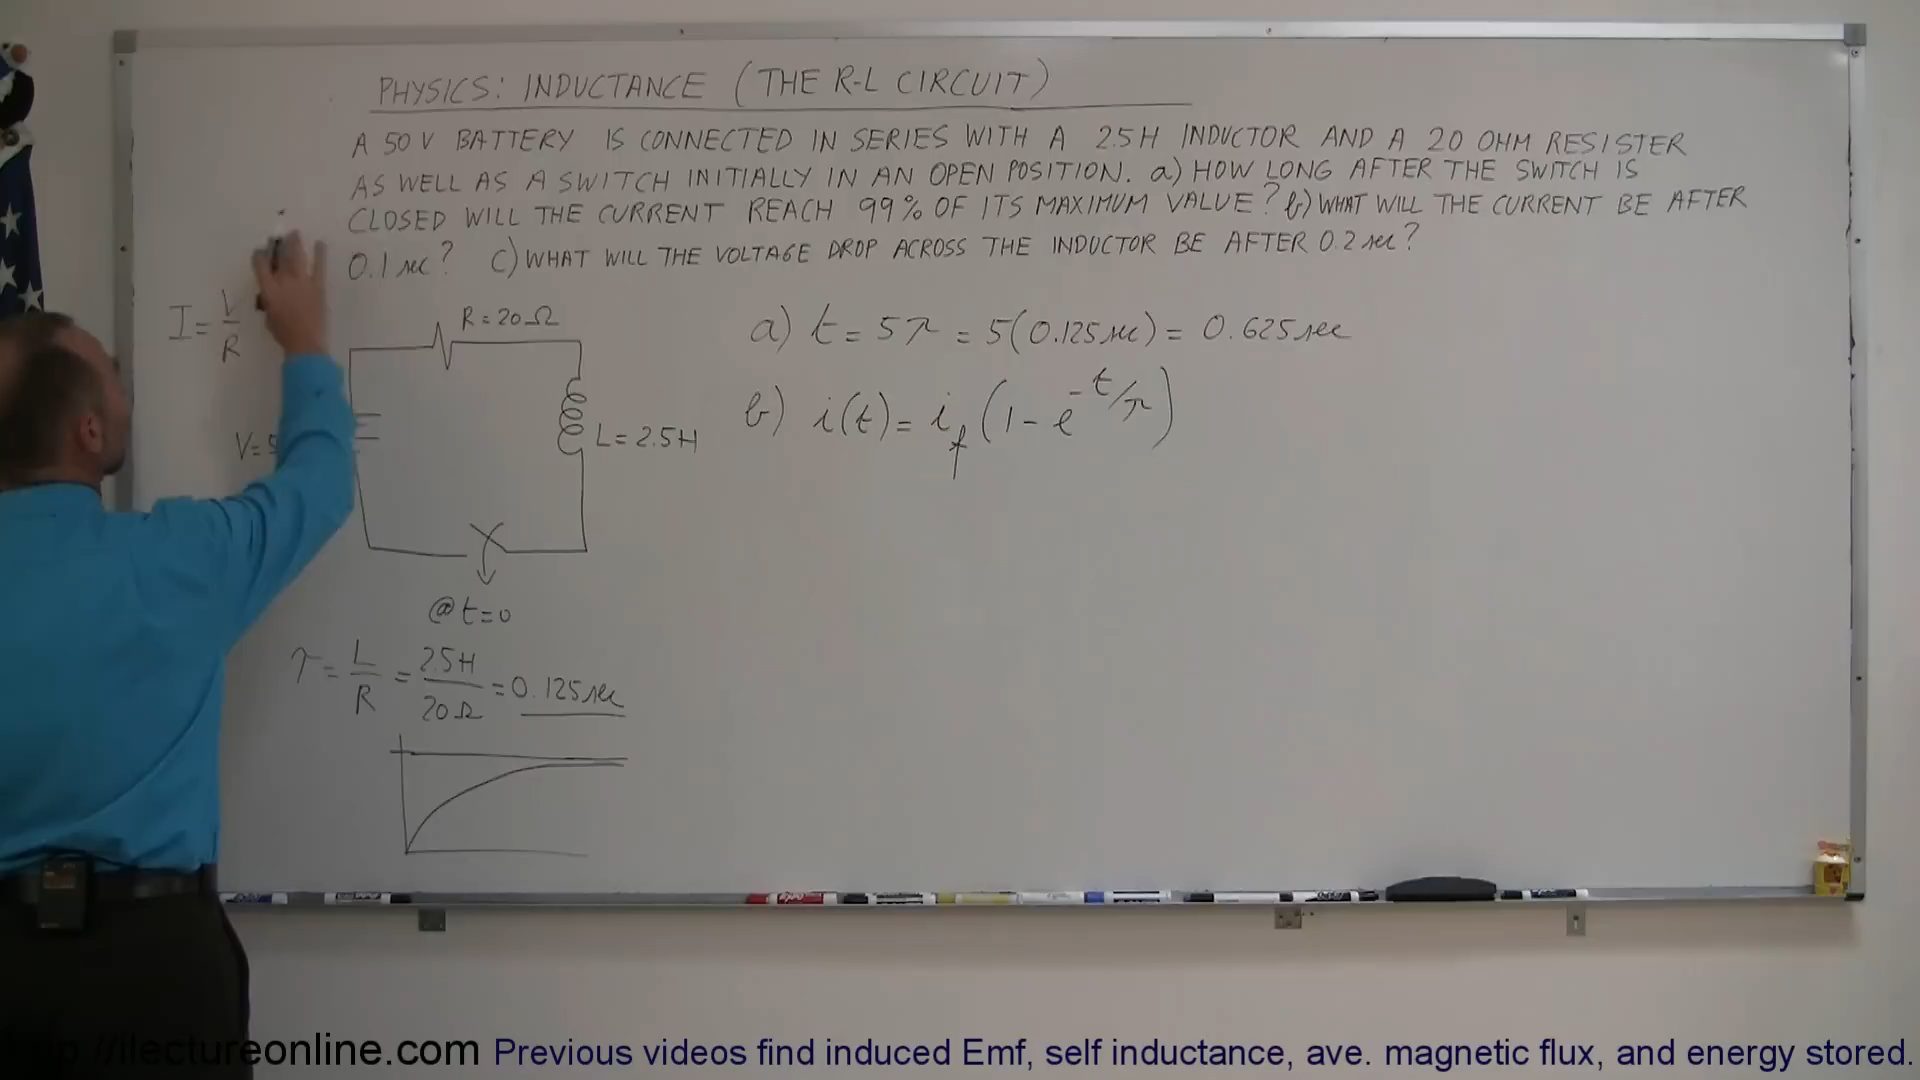 PHYSICS: INDUCTANCE (THE R-L CIRCUIT)
A 50 V BATTERY IS CONNECTED IN SERIES WITH A 2.5 H INDUCTOR AND A 20 OHM RESISTER
AS WELL AS A SWITCH INITIALLY IN AN OPEN POSITION. a) HOW LONG AFTER THE SWITCH IS
CLOSED WILL THE CURRENT REACH 99% OF ITS MAXIMUM VALUE? b) WHAT WILL THE CURRENT BE AFTER
0.1 sec? C) WHAT WILL THE VOLTAGE DROP ACROSS THE INDUCTOR BE AFTER 0.2 sec?
I = V/R
R = 20 Ω
V =
L = 2.5 H
@ t = 0
τ = L/R = 2.5H/20Ω = 0.125 sec
a) t = 5τ = 5(0.125 sec) = 0.625 sec
b) i(t) = i_f (1 - e^{-t/τ})
//ilectureonline.com Previous videos find induced Emf, self inductance, ave. magnetic flux, and energy stored.